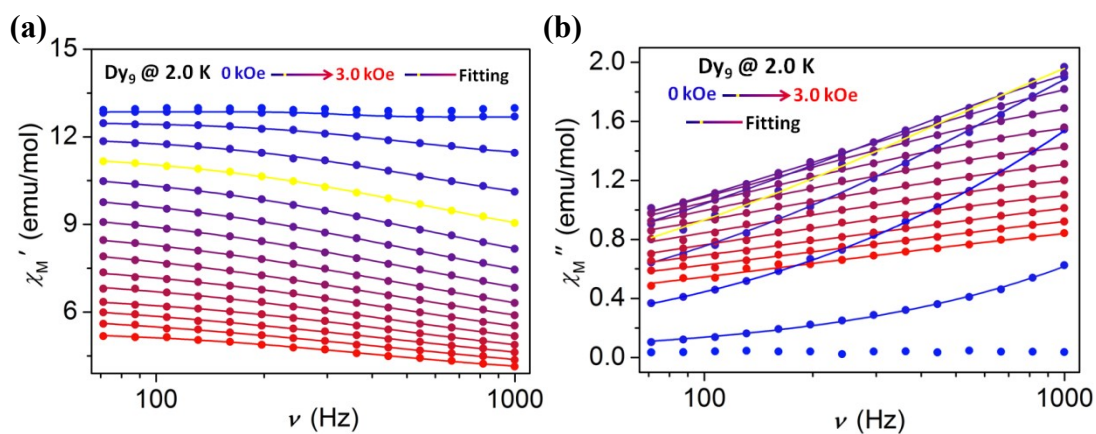 (a)
15
12
9
6
χM′ (emu/mol)
Dy9 @ 2.0 K 0 kOe 3.0 kOe Fitting
100
1000
ν (Hz)
(b)
2.0
1.6
1.2
0.8
0.4
0.0
χM″ (emu/mol)
Dy9 @ 2.0 K
0 kOe 3.0 kOe
Fitting
100
1000
ν (Hz)